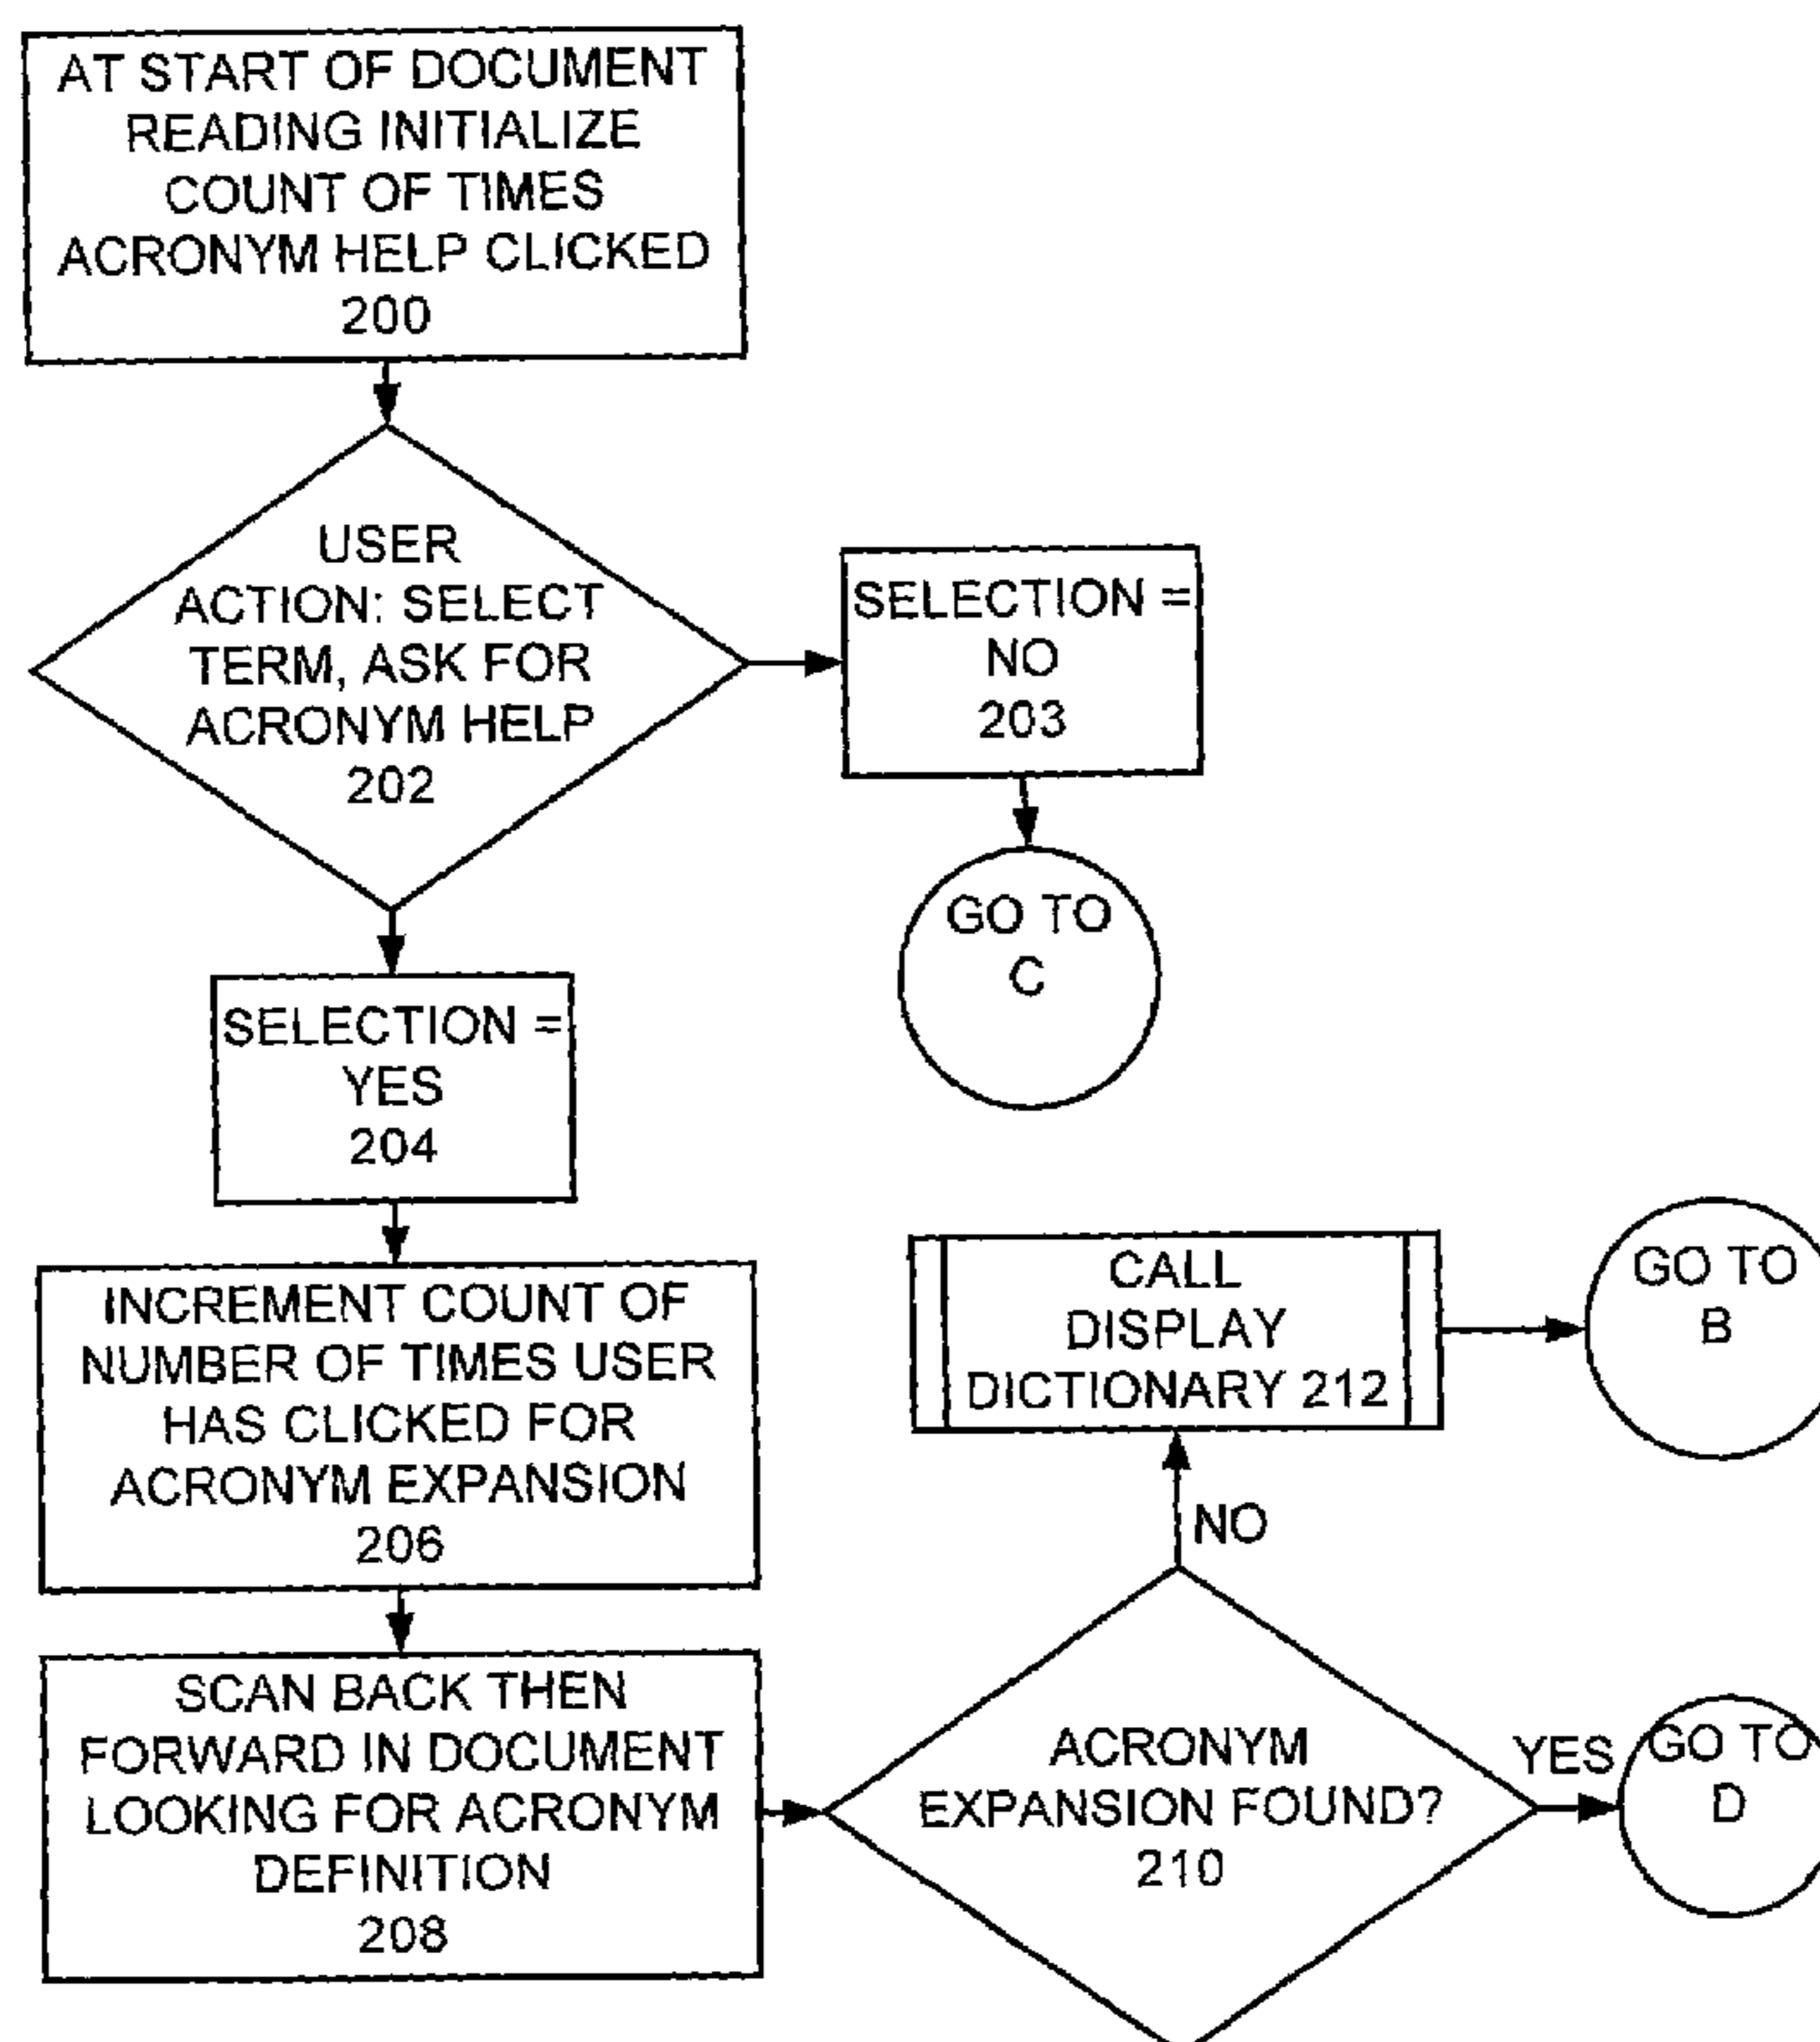 AT START OF DOCUMENT
READING INITIALIZE
COUNT OF TIMES
ACRONYM HELP CLICKED
200
USER
ACTION: SELECT
TERM, ASK FOR
ACRONYM HELP
202
SELECTION =
NO
203
GO TO
C
SELECTION =
YES
204
INCREMENT COUNT OF
NUMBER OF TIMES USER
HAS CLICKED FOR
ACRONYM EXPANSION
206
SCAN BACK THEN
FORWARD IN DOCUMENT
LOOKING FOR ACRONYM
DEFINITION
208
ACRONYM
EXPANSION FOUND?
210
NO
CALL
DISPLAY
DICTIONARY 212
GO TO
B
YES
GO TO
D